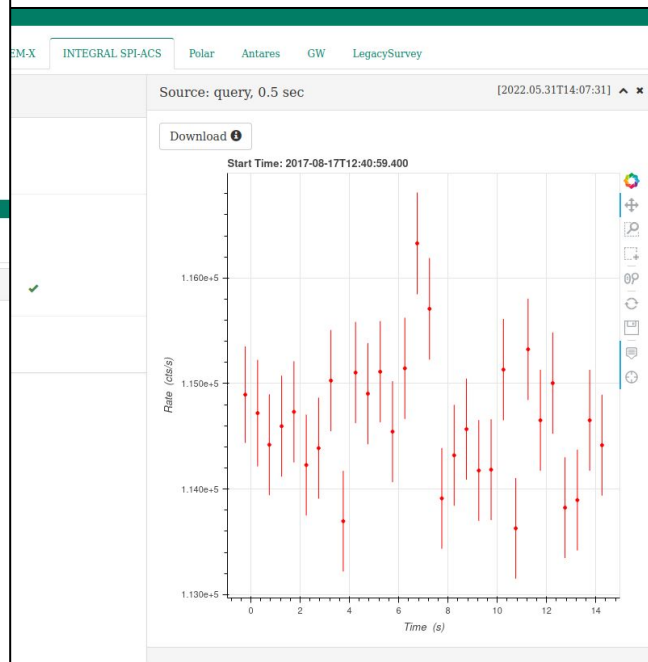 EM-X INTEGRAL SPI-ACS Polar Antares GW LegacySurvey
Source: query, 0.5 sec [2022.05.31T14:07:31]
Download
Start Time: 2017-08-17T12:40:59.400
1.160e+5
1.150e+5
1.140e+5
1.130e+5
Rate (cts/s)
0 2 4 6 8 10 12 14
Time (s)